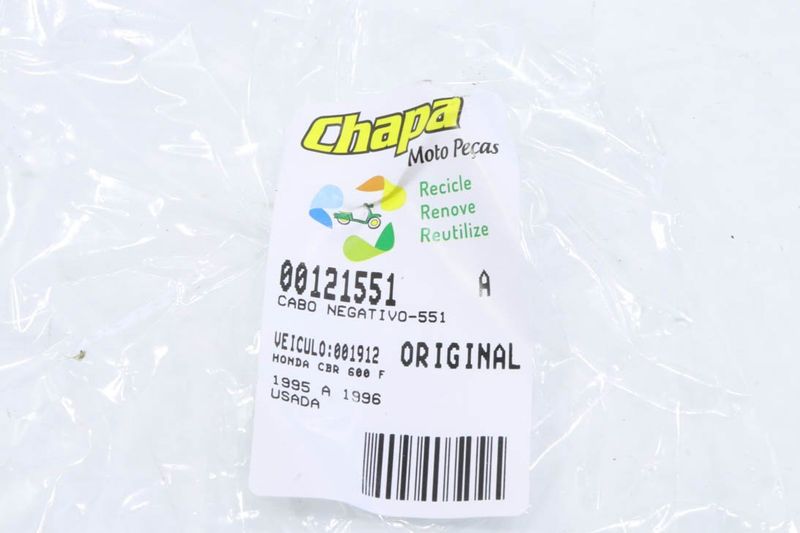 Chapa
Moto Peças
Recicle
Renove
Reutilize
00121551 A
CABO NEGATIVO-551
VEICULO:001912 ORIGINAL
HONDA CBR 600 F
1995 A 1996
USADA